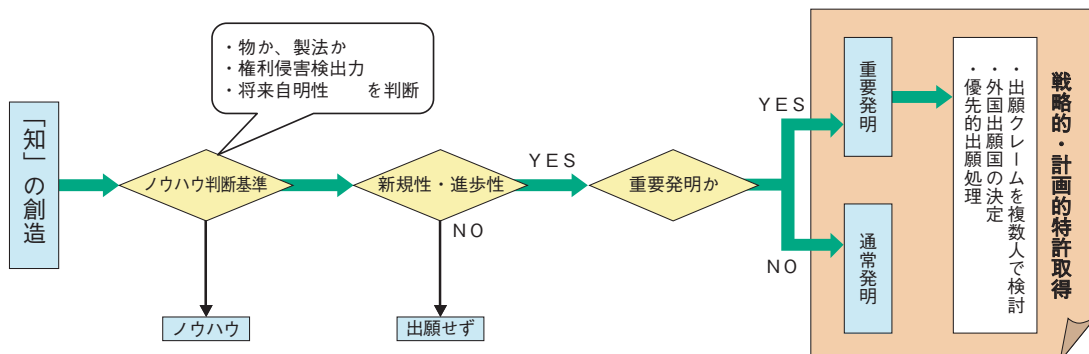 ・物か、製法か
・権利侵害検出力
・将来自明性 を判断
「知」の創造
ノウハウ判断基準
ノウハウ
新規性・進歩性
YES
NO
出願せず
重要発明か
YES
NO
重要発明
通常発明
・出願クレームを複数人で検討
・外国出願国の決定
・優先的出願処理
戦略的・計画的特許取得